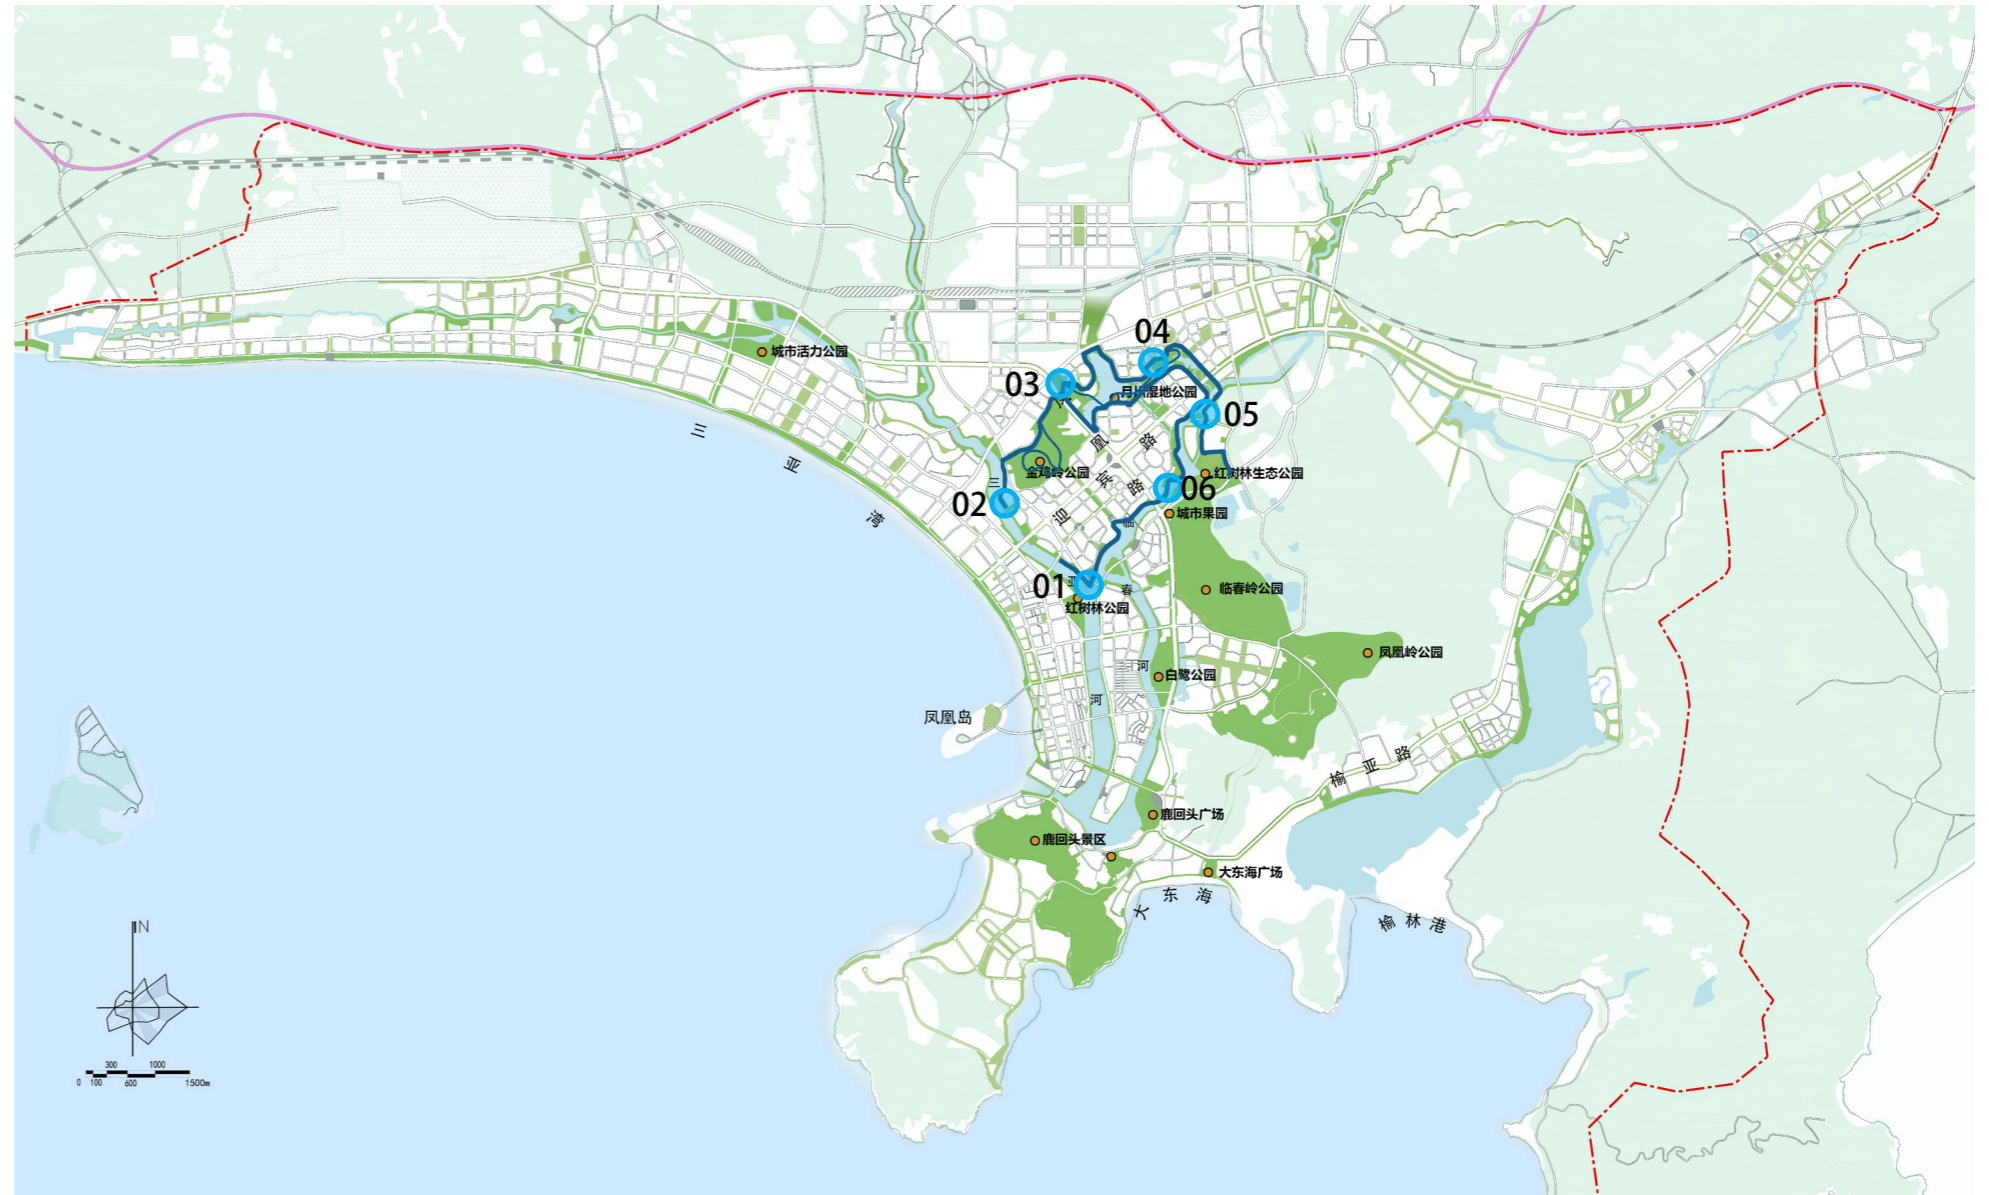 04
城市活力公园
03
月川湿地公园
05
三
亚
湾
凰
路
金鸡岭公园
宾
路
迎
三
02
06
红树林生态公园
城市果园
临
01
亚
春
红树林公园
临春岭公园
凤凰岭公园
河
白鹭公园
河
凤凰岛
榆
亚
路
鹿回头广场
鹿回头景区
大东海广场
大
东
海
榆
林
港
N
300
1000
0
100
600
1500m